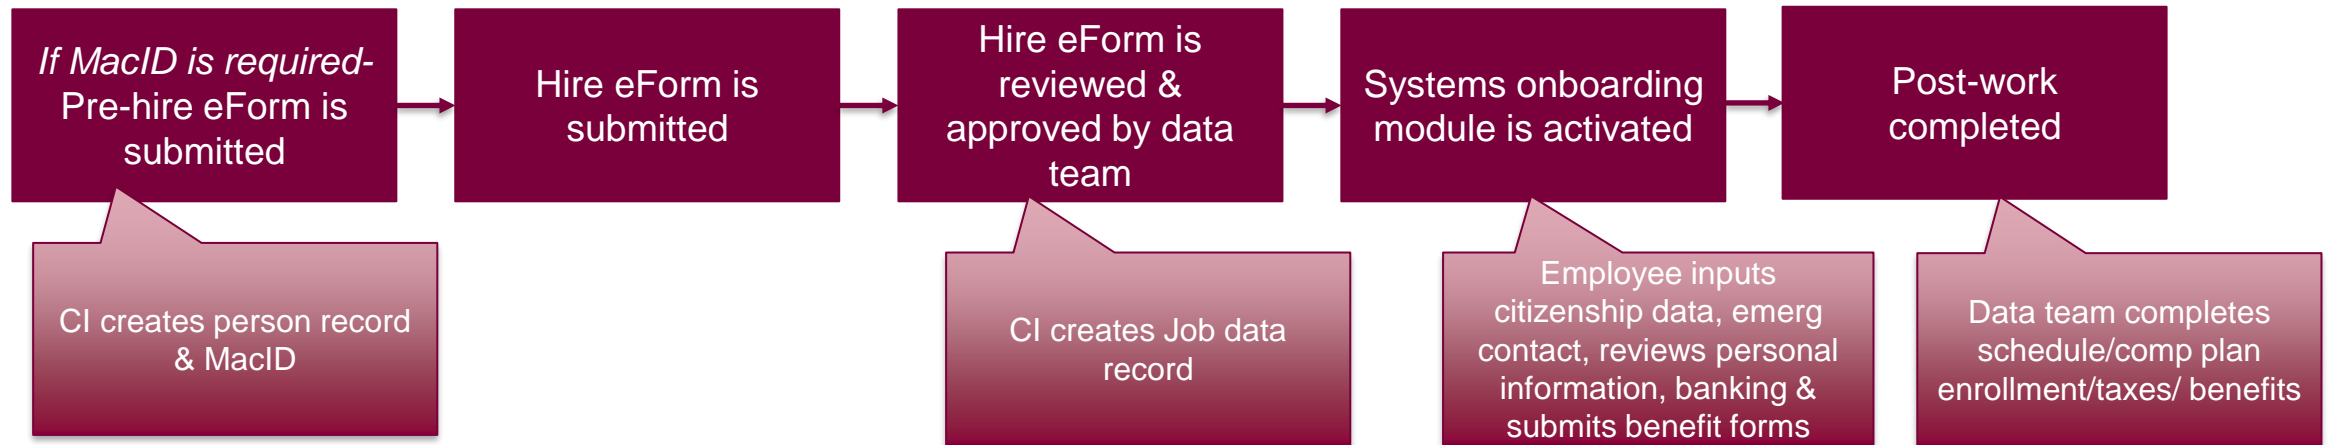 If MacID is required-
Pre-hire eForm is
submitted
Hire eForm is
submitted
Hire eForm is
reviewed &
approved by data
team
Systems onboarding
module is activated
Post-work
completed
CI creates person record
& MacID
CI creates Job data
record
Employee inputs
citizenship data, emerg
contact, reviews personal
information, banking &
submits benefit forms
Data team completes
schedule/comp plan
enrollment/taxes/ benefits